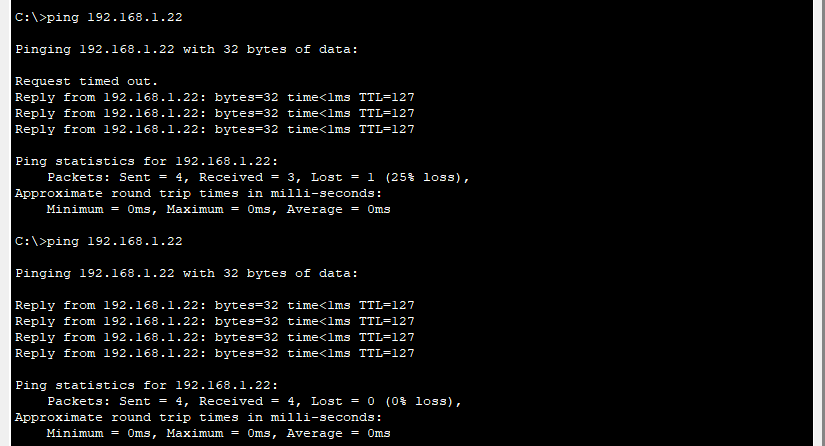 C:\>ping 192.168.1.22
Pinging 192.168.1.22 with 32 bytes of data:
Request timed out.
Reply from 192.168.1.22: bytes=32 time<1ms TTL=127
Reply from 192.168.1.22: bytes=32 time<1ms TTL=127
Reply from 192.168.1.22: bytes=32 time<1ms TTL=127
Ping statistics for 192.168.1.22:
Packets: Sent = 4, Received = 3, Lost = 1 (25% loss),
Approximate round trip times in milli-seconds:
Minimum = 0ms, Maximum = 0ms, Average = 0ms
C:\>ping 192.168.1.22
Pinging 192.168.1.22 with 32 bytes of data:
Reply from 192.168.1.22: bytes=32 time<1ms TTL=127
Reply from 192.168.1.22: bytes=32 time<1ms TTL=127
Reply from 192.168.1.22: bytes=32 time<1ms TTL=127
Reply from 192.168.1.22: bytes=32 time<1ms TTL=127
Ping statistics for 192.168.1.22:
Packets: Sent = 4, Received = 4, Lost = 0 (0% loss),
Approximate round trip times in milli-seconds:
Minimum = 0ms, Maximum = 0ms, Average = 0ms